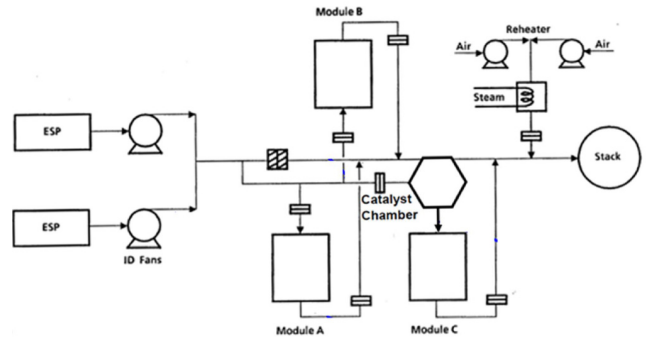 Module B
Reheater
Air
Air
Steam
ESP
Stack
Catalyst
Chamber
ESP
ID Fans
Module A
Module C